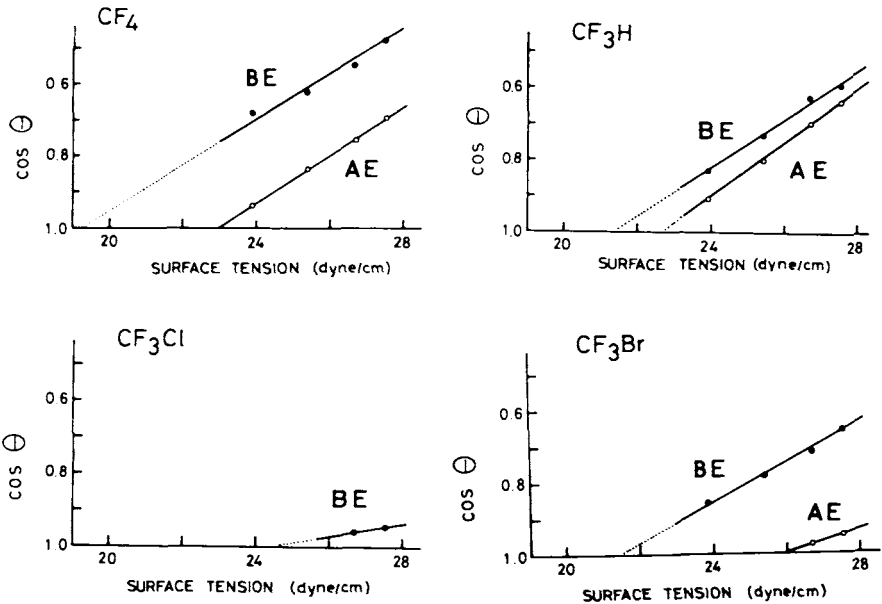 CF4
BE
AE
0.6
0.8
1.0
cos Θ
20
24
28
SURFACE TENSION (dyne/cm)
CF3H
BE
AE
0.6
0.8
1.0
cos Θ
20
24
28
SURFACE TENSION (dyne/cm)
CF3Cl
BE
0.6
0.8
1.0
cos Θ
20
24
28
SURFACE TENSION (dyne/cm)
CF3Br
BE
AE
0.6
0.8
1.0
cos Θ
20
24
28
SURFACE TENSION (dyne/cm)